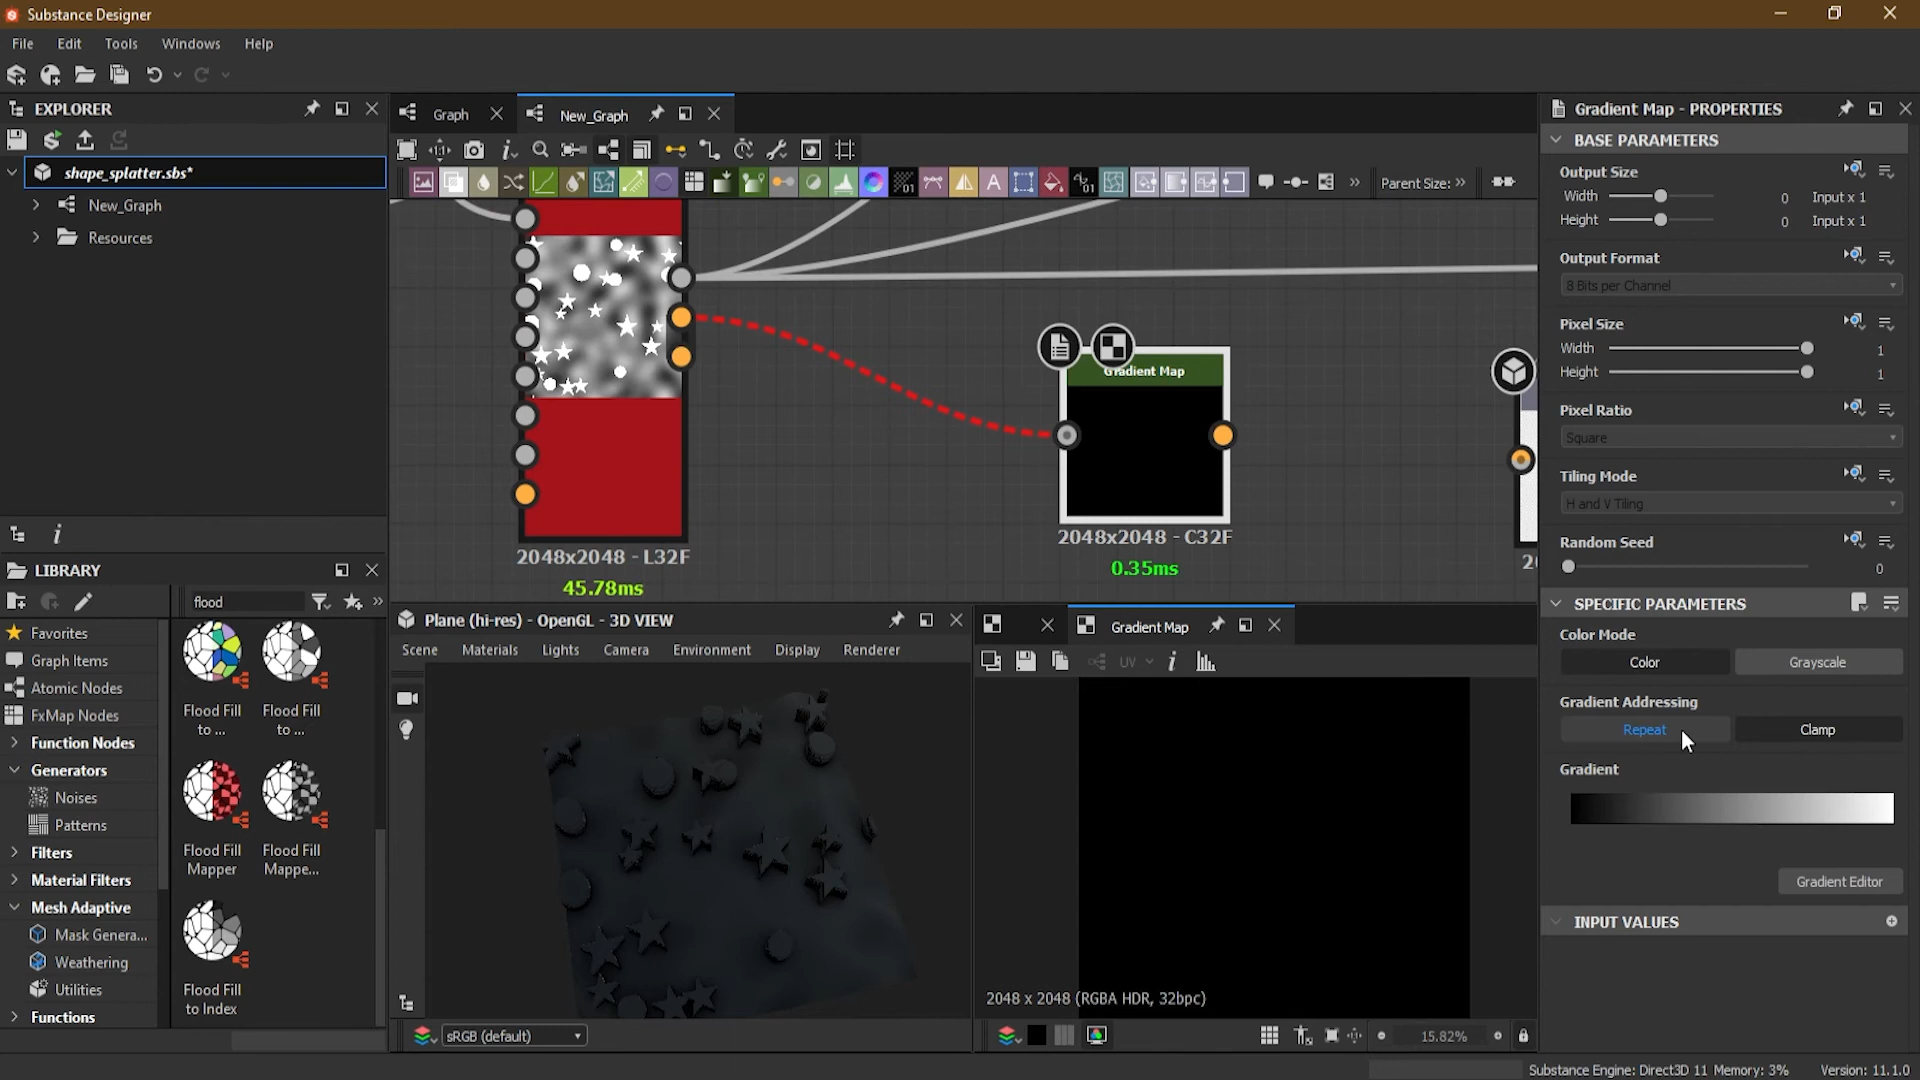 Substance Designer
File Edit Tools Windows Help
EXPLORER
shape_splatter.sbs*
New_Graph
Resources
Graph
New_Graph
01
A
01
Parent Size: »
Gradient Map
2048x2048 - L32F
45.78ms
2048x2048 - C32F
0.35ms
LIBRARY
flood
Favorites
Graph Items
Atomic Nodes
FxMap Nodes
Function Nodes
Generators
Noises
Patterns
Filters
Material Filters
Mesh Adaptive
Mask Genera...
Weathering
Utilities
Functions
Flood Fill to ...
Flood Fill to ...
Flood Fill Mapper
Flood Fill Mappe...
Flood Fill to Index
Plane (hi-res) - OpenGL - 3D VIEW
Scene Materials Lights Camera Environment Display Renderer
sRGB (default)
Gradient Map
UV
2048 x 2048 (RGBA HDR, 32bpc)
15.82%
Gradient Map - PROPERTIES
BASE PARAMETERS
Output Size
Width 0 Input x 1
Height 0 Input x 1
Output Format
8 Bits per Channel
Pixel Size
Width 1
Height 1
Pixel Ratio
Square
Tiling Mode
H and V Tiling
Random Seed
0
SPECIFIC PARAMETERS
Color Mode
Color Grayscale
Gradient Addressing
Repeat Clamp
Gradient
Gradient Editor
INPUT VALUES
Substance Engine: Direct3D 11 Memory: 3% Version: 11.1.0